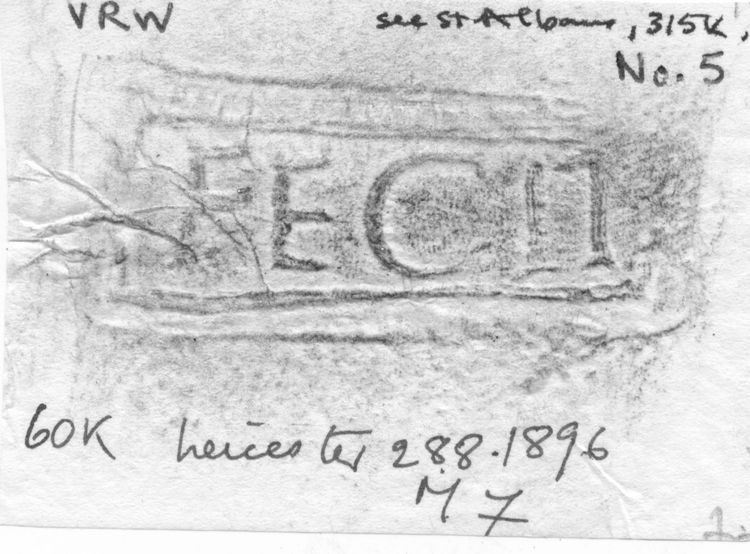 VRW
see St Albans, 315K.
No. 5
FECIT
60K Leicester 288.1896
M 7